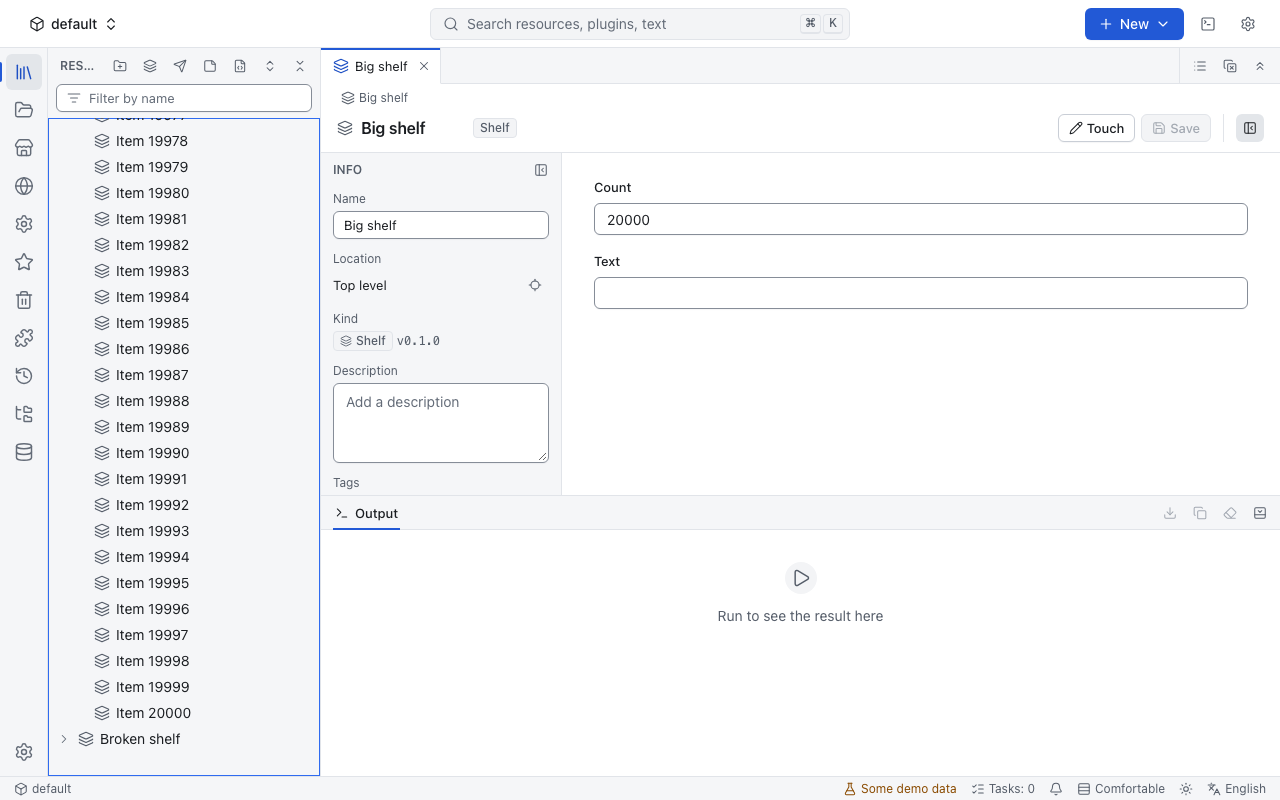 default
Search resources, plugins, text
⌘ K
New
RES...
Filter by name
Item 19978
Item 19979
Item 19980
Item 19981
Item 19982
Item 19983
Item 19984
Item 19985
Item 19986
Item 19987
Item 19988
Item 19989
Item 19990
Item 19991
Item 19992
Item 19993
Item 19994
Item 19995
Item 19996
Item 19997
Item 19998
Item 19999
Item 20000
Broken shelf
Big shelf
Big shelf
Big shelf
Shelf
Touch
Save
INFO
Name
Big shelf
Location
Top level
Kind
Shelf v0.1.0
Description
Add a description
Tags
Count
20000
Text
Output
Run to see the result here
default
Some demo data
Tasks: 0
Comfortable
English